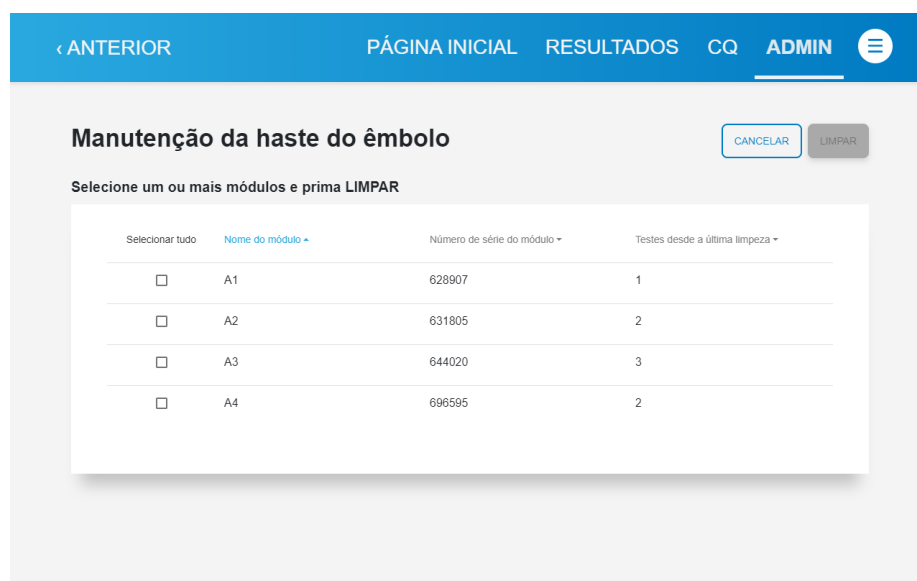 ‹ ANTERIOR PÁGINA INICIAL RESULTADOS CQ ADMIN
Manutenção da haste do êmbolo CANCELAR LIMPAR
Selecione um ou mais módulos e prima LIMPAR
Selecionar tudo Nome do módulo Número de série do módulo Testes desde a última limpeza
A1 628907 1
A2 631805 2
A3 644020 3
A4 696595 2